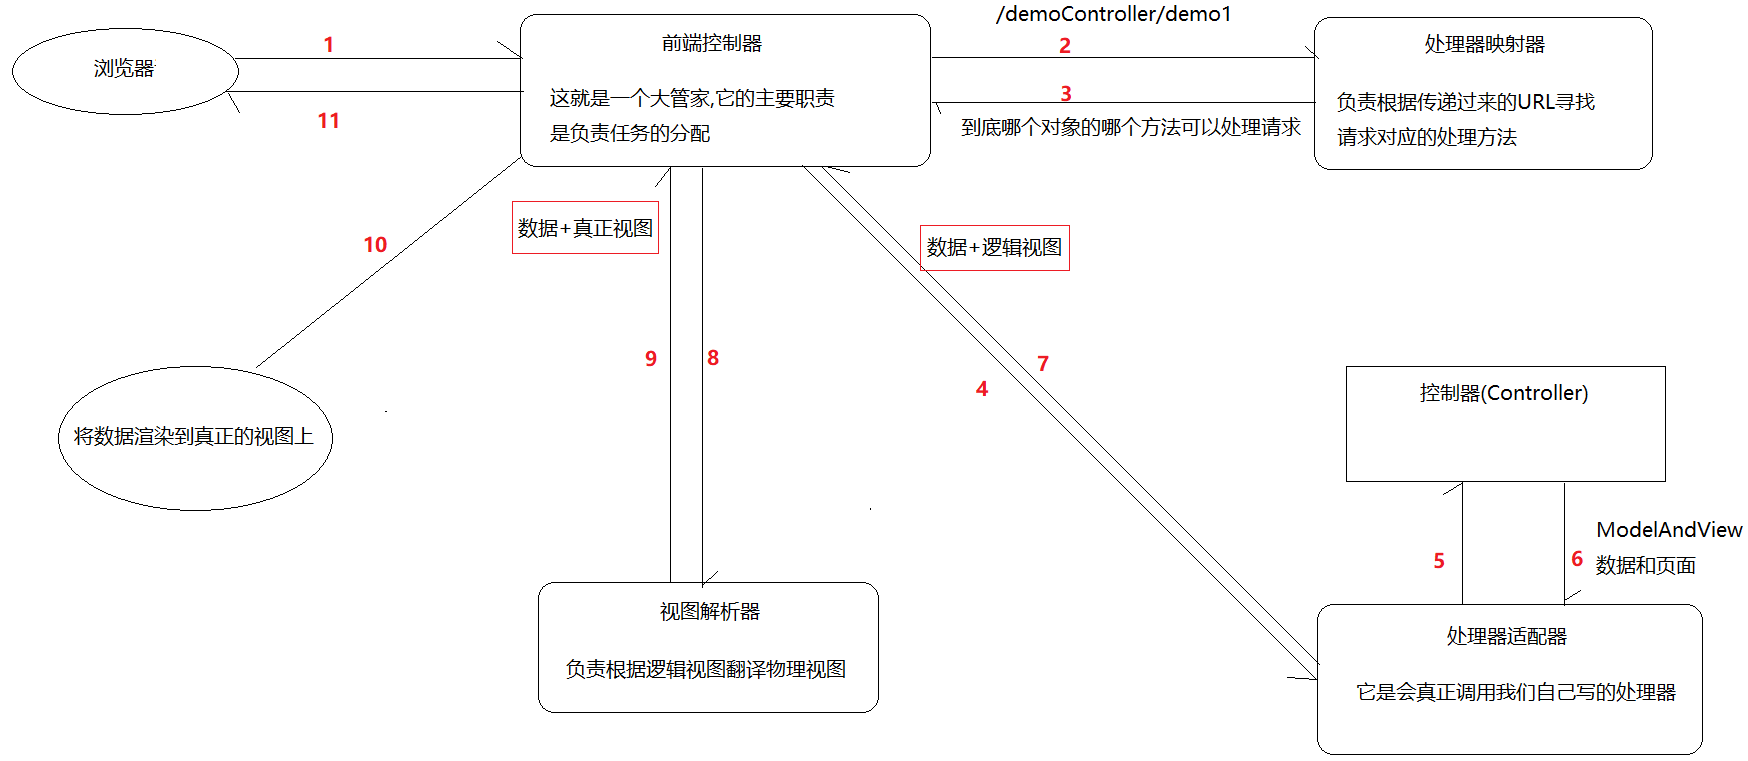 /demoController/demo1
浏览器
1
11
前端控制器
这就是一个大管家,它的主要职责
是负责任务的分配
2
3
到底哪个对象的哪个方法可以处理请求
处理器映射器
负责根据传递过来的URL寻找
请求对应的处理方法
10
数据+真正视图
数据+逻辑视图
9
8
7
4
将数据渲染到真正的视图上
控制器(Controller)
5
6
ModelAndView
数据和页面
视图解析器
负责根据逻辑视图翻译物理视图
处理器适配器
它是会真正调用我们自己写的处理器